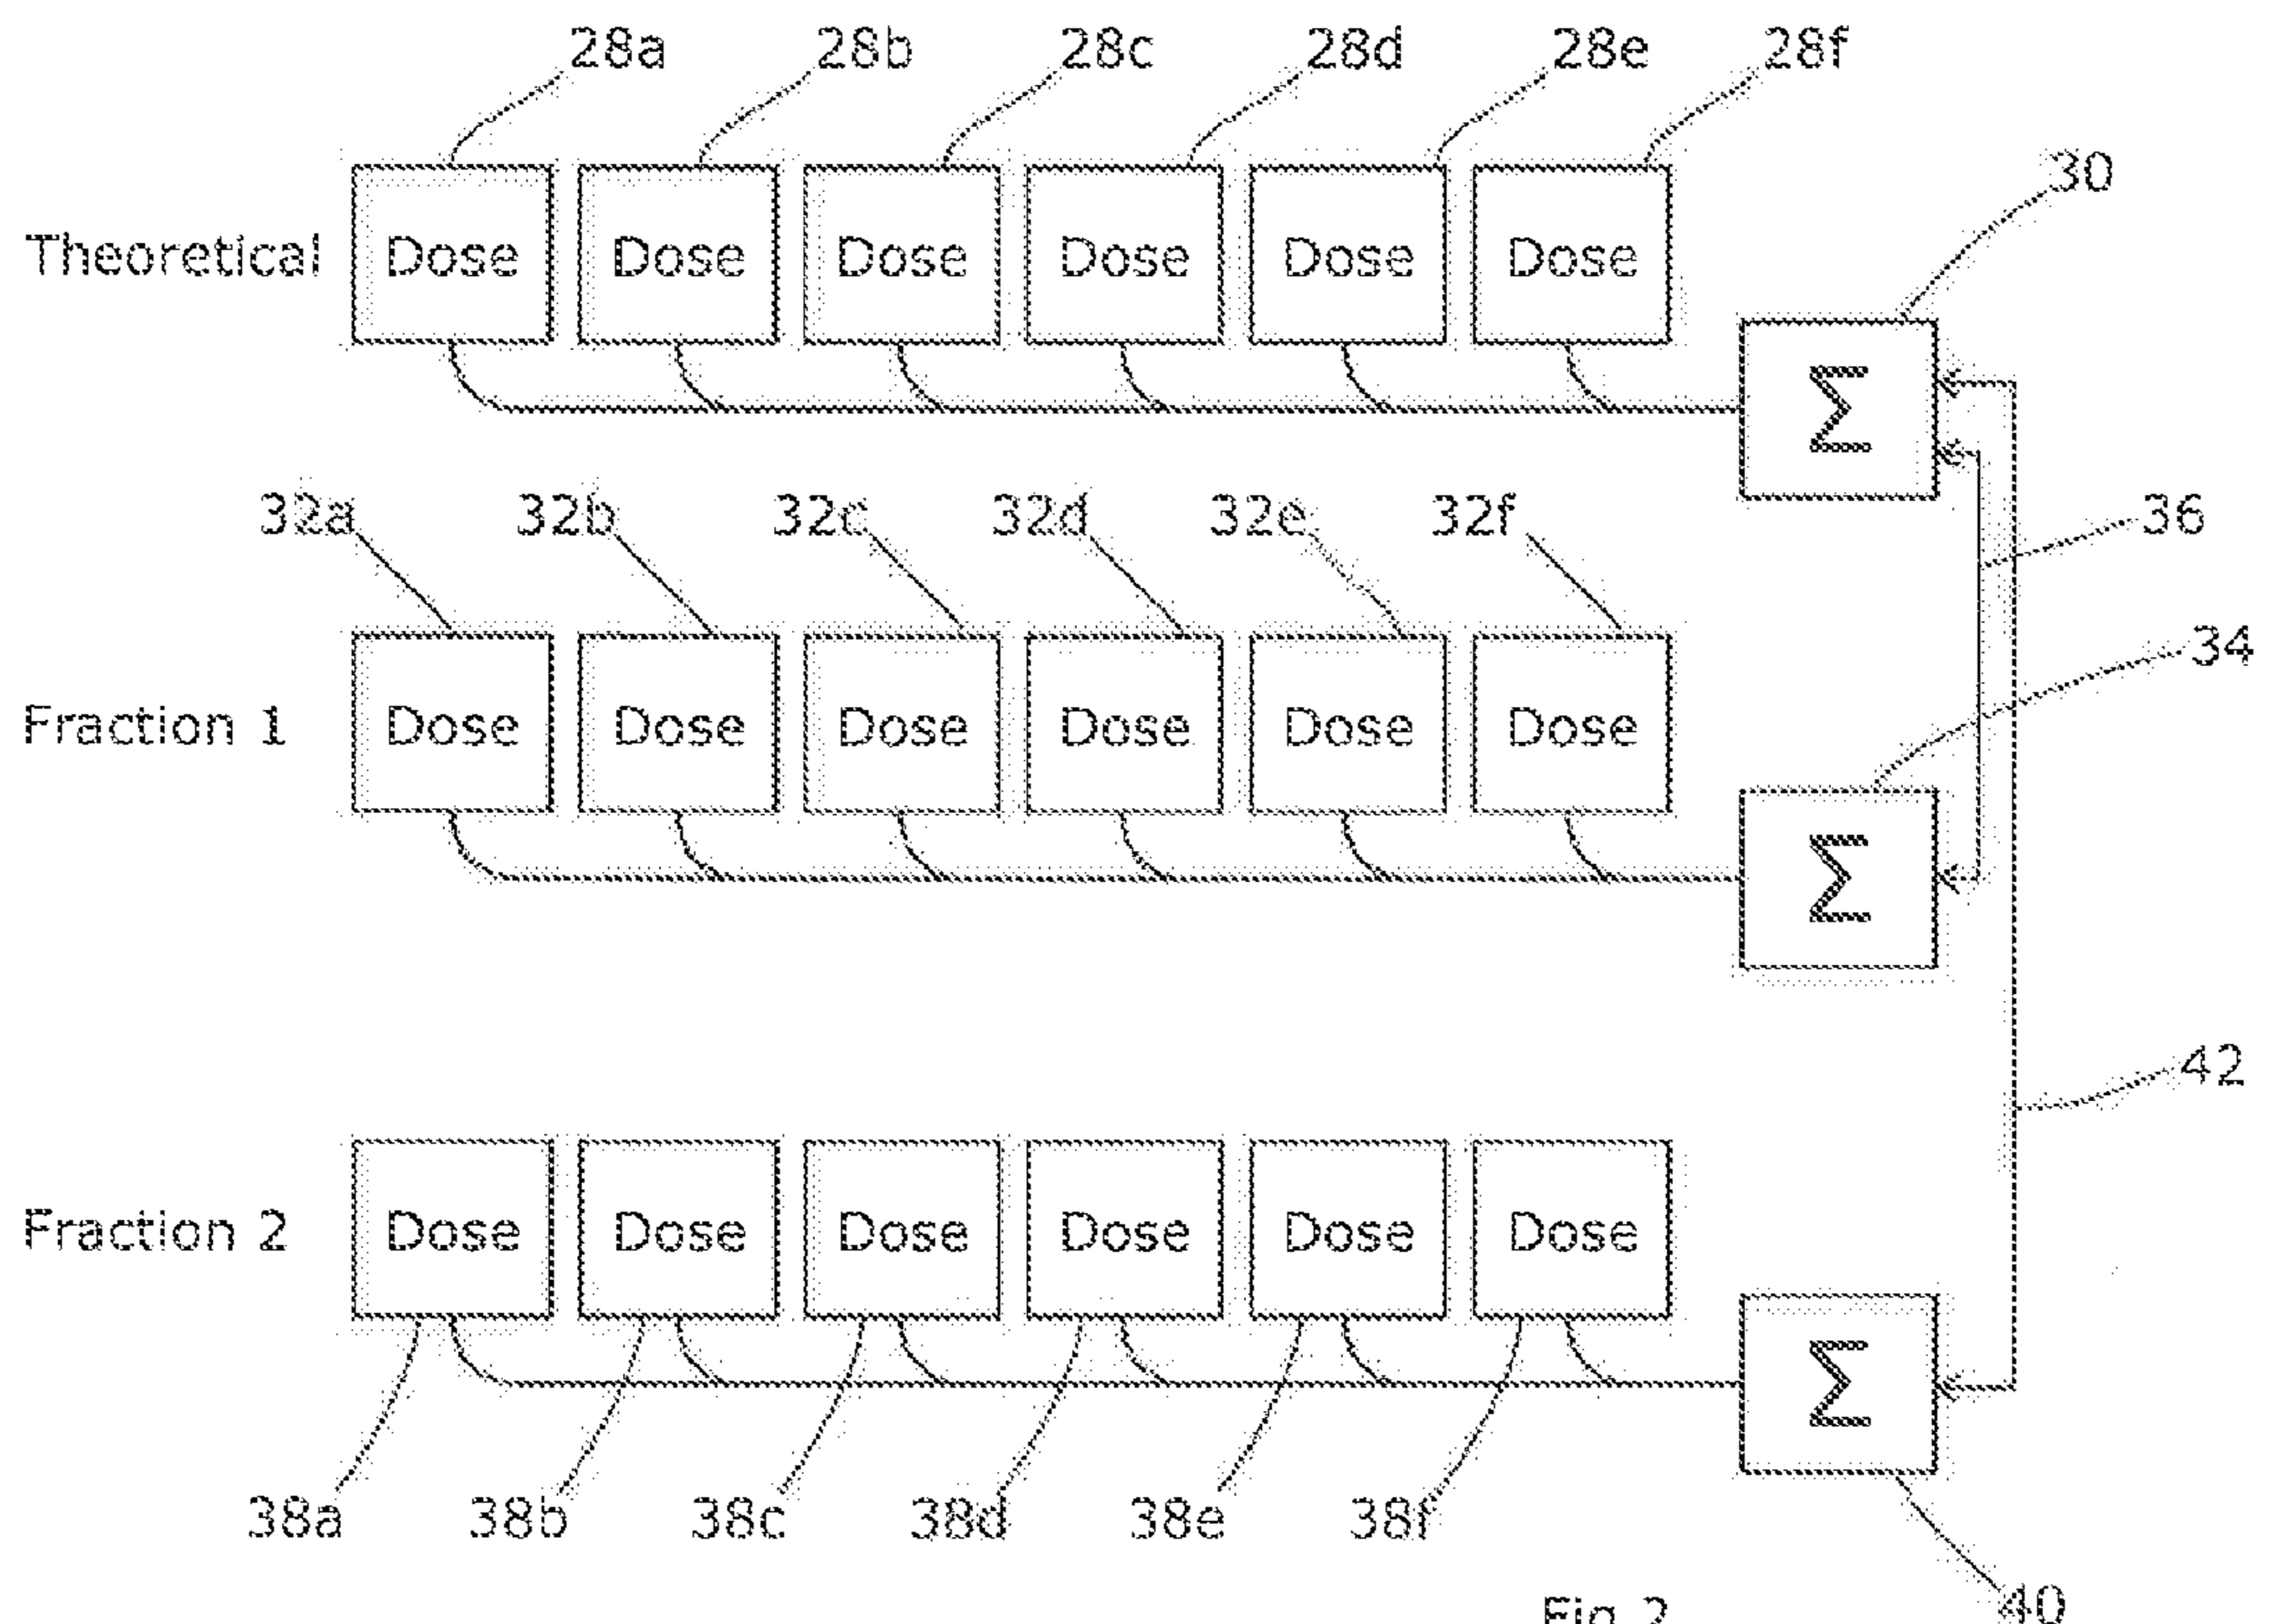 28a 28b 28c 28d 28e 28f
30
Theoretical Dose Dose Dose Dose Dose Dose
Σ
32a 32b 32c 32d 32e 32f
36
34
Fraction 1 Dose Dose Dose Dose Dose Dose
Σ
42
Fraction 2 Dose Dose Dose Dose Dose Dose
Σ
38a 38b 38c 38d 38e 38f
40
Fig 2